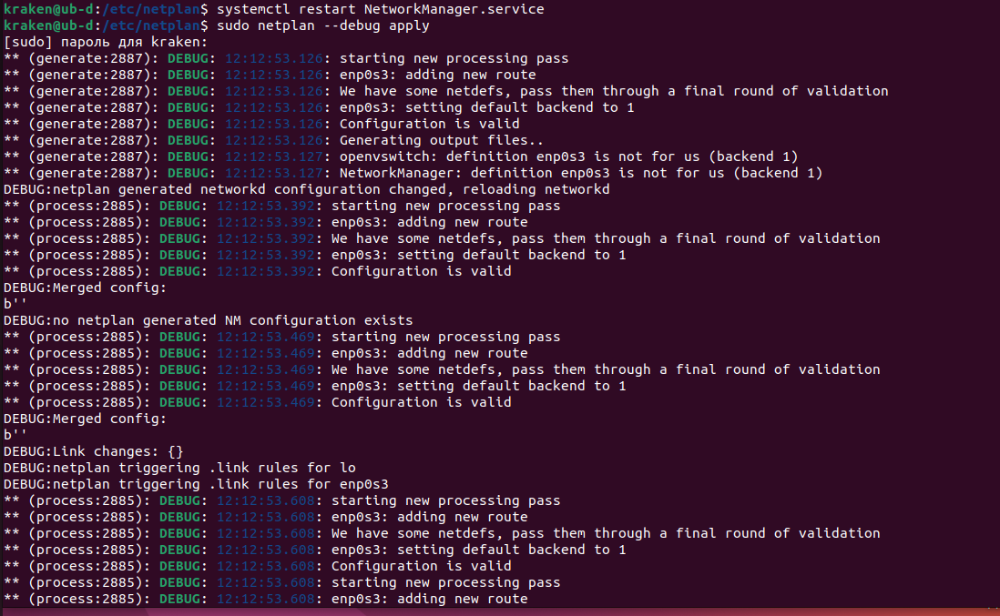 kraken@ub-d:/etc/netplan$ systemctl restart NetworkManager.service
kraken@ub-d:/etc/netplan$ sudo netplan --debug apply
[sudo] пароль для kraken:
** (generate:2887): DEBUG: 12:12:53.126: starting new processing pass
** (generate:2887): DEBUG: 12:12:53.126: enp0s3: adding new route
** (generate:2887): DEBUG: 12:12:53.126: We have some netdefs, pass them through a final round of validation
** (generate:2887): DEBUG: 12:12:53.126: enp0s3: setting default backend to 1
** (generate:2887): DEBUG: 12:12:53.126: Configuration is valid
** (generate:2887): DEBUG: 12:12:53.126: Generating output files..
** (generate:2887): DEBUG: 12:12:53.127: openvswitch: definition enp0s3 is not for us (backend 1)
** (generate:2887): DEBUG: 12:12:53.127: NetworkManager: definition enp0s3 is not for us (backend 1)
DEBUG:netplan generated networkd configuration changed, reloading networkd
** (process:2885): DEBUG: 12:12:53.392: starting new processing pass
** (process:2885): DEBUG: 12:12:53.392: enp0s3: adding new route
** (process:2885): DEBUG: 12:12:53.392: We have some netdefs, pass them through a final round of validation
** (process:2885): DEBUG: 12:12:53.392: enp0s3: setting default backend to 1
** (process:2885): DEBUG: 12:12:53.392: Configuration is valid
DEBUG:Merged config:
b''
DEBUG:no netplan generated NM configuration exists
** (process:2885): DEBUG: 12:12:53.469: starting new processing pass
** (process:2885): DEBUG: 12:12:53.469: enp0s3: adding new route
** (process:2885): DEBUG: 12:12:53.469: We have some netdefs, pass them through a final round of validation
** (process:2885): DEBUG: 12:12:53.469: enp0s3: setting default backend to 1
** (process:2885): DEBUG: 12:12:53.469: Configuration is valid
DEBUG:Merged config:
b''
DEBUG:Link changes: {}
DEBUG:netplan triggering .link rules for lo
DEBUG:netplan triggering .link rules for enp0s3
** (process:2885): DEBUG: 12:12:53.608: starting new processing pass
** (process:2885): DEBUG: 12:12:53.608: enp0s3: adding new route
** (process:2885): DEBUG: 12:12:53.608: We have some netdefs, pass them through a final round of validation
** (process:2885): DEBUG: 12:12:53.608: enp0s3: setting default backend to 1
** (process:2885): DEBUG: 12:12:53.608: Configuration is valid
** (process:2885): DEBUG: 12:12:53.608: starting new processing pass
** (process:2885): DEBUG: 12:12:53.608: enp0s3: adding new route